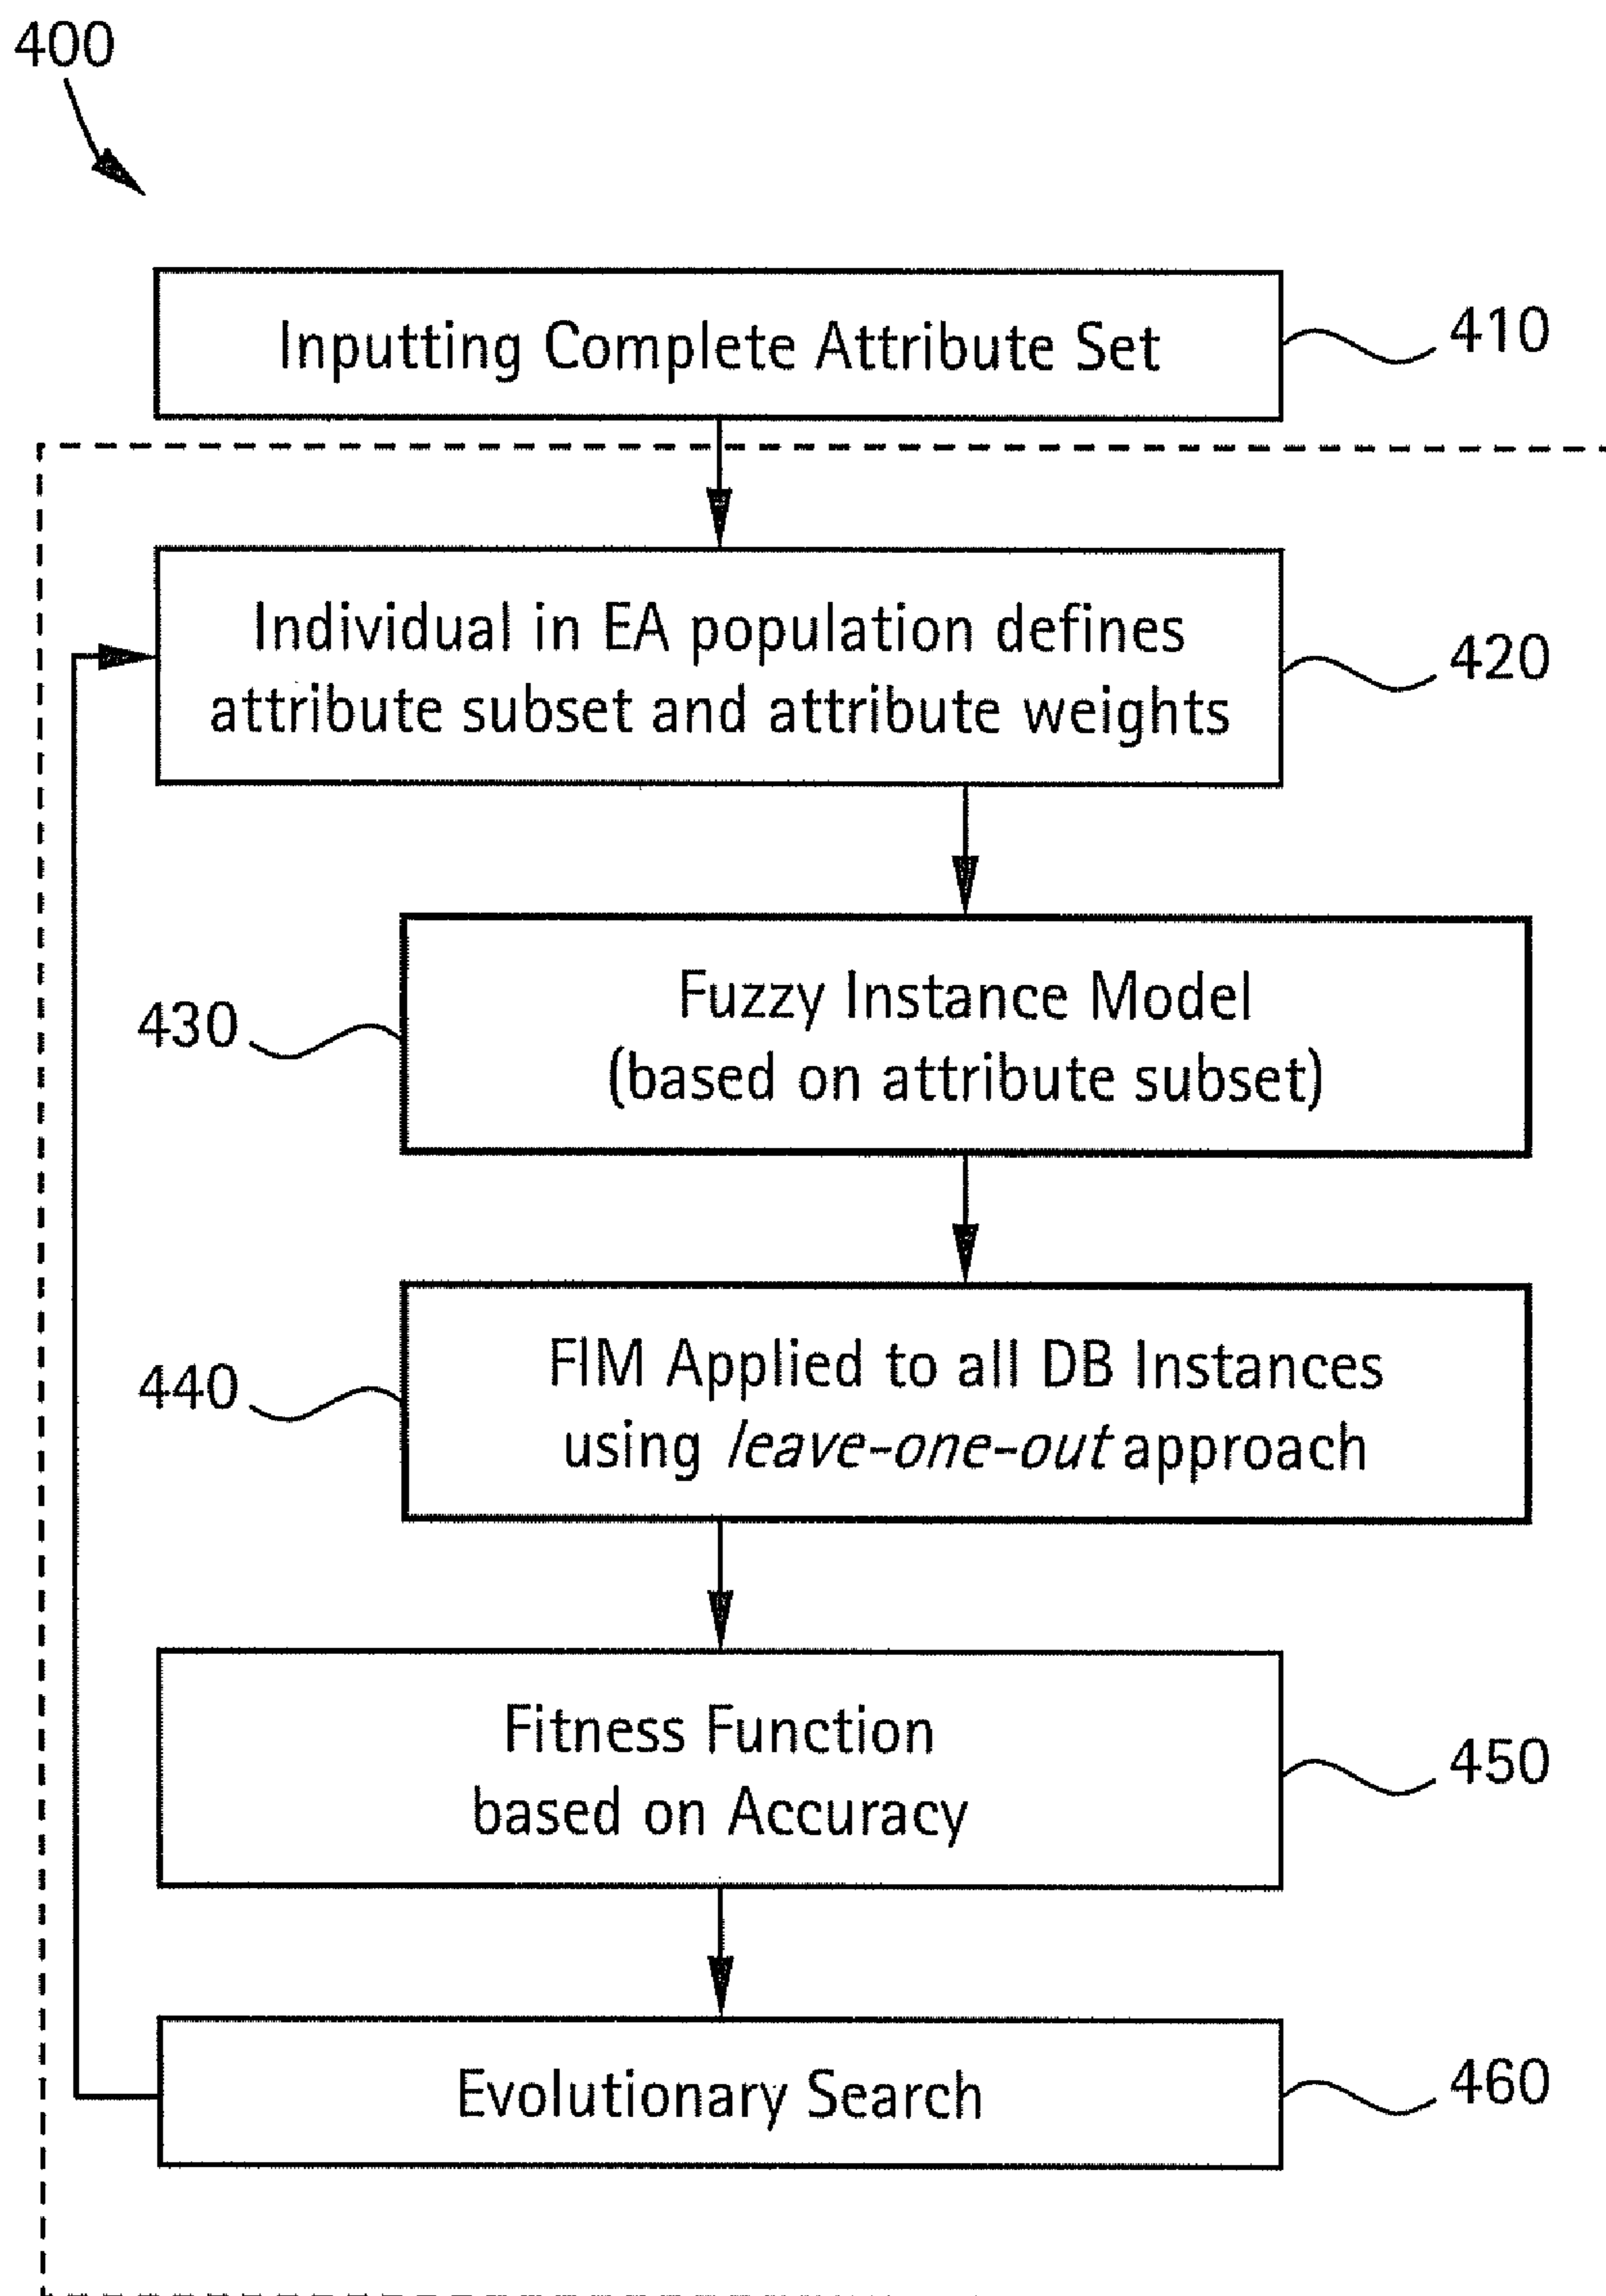 400
Inputting Complete Attribute Set
410
Individual in EA population defines
attribute subset and attribute weights
420
Fuzzy Instance Model
(based on attribute subset)
430
FIM Applied to all DB Instances
using leave-one-out approach
440
Fitness Function
based on Accuracy
450
Evolutionary Search
460